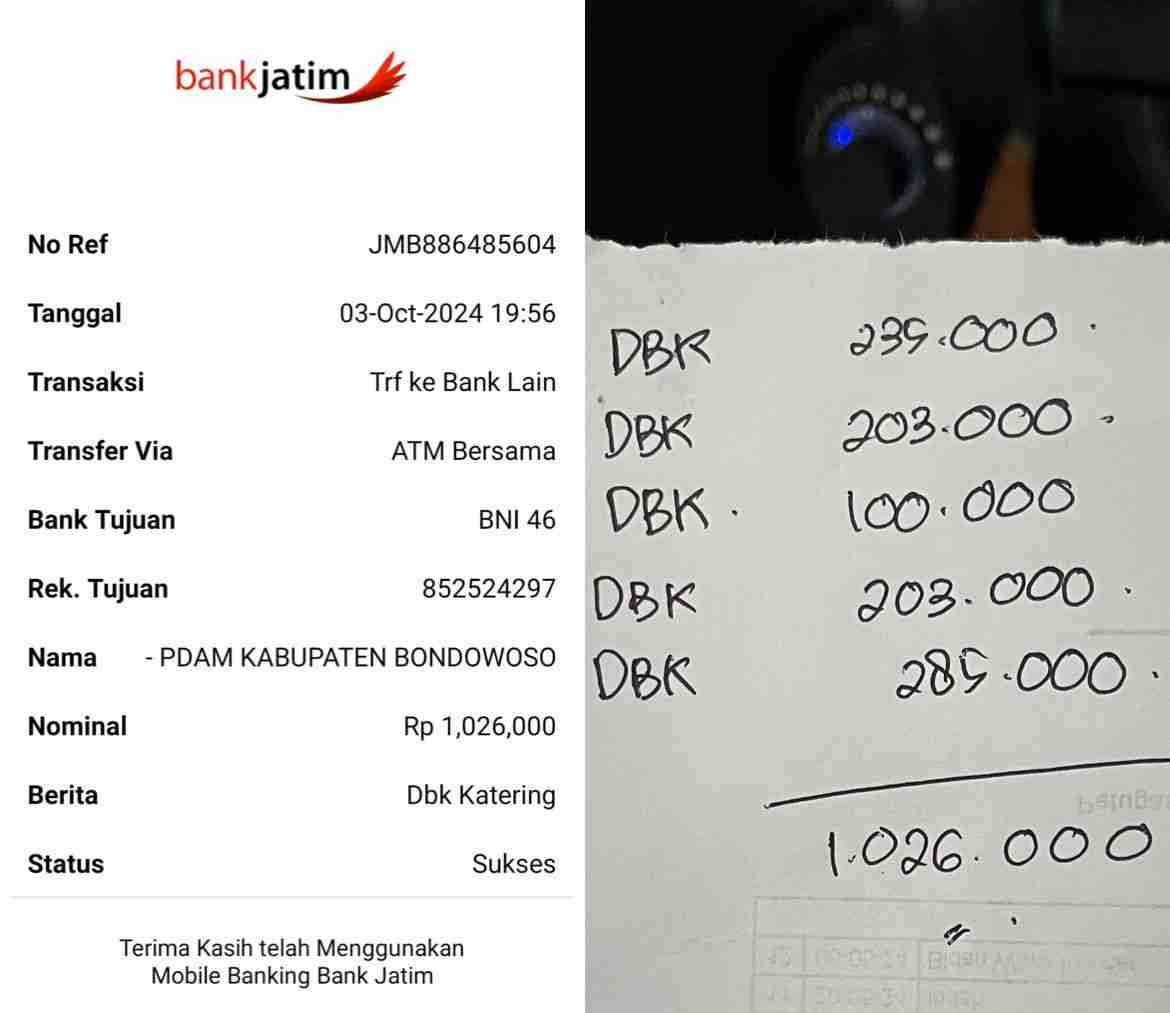 bankjatim
No Ref JMB886485604
Tanggal 03-Oct-2024 19:56
Transaksi Trf ke Bank Lain
Transfer Via ATM Bersama
Bank Tujuan BNI 46
Rek. Tujuan 852524297
Nama - PDAM KABUPATEN BONDOWOSO
Nominal Rp 1,026,000
Berita Dbk Katering
Status Sukses
Terima Kasih telah Menggunakan
Mobile Banking Bank Jatim
DBK 235.000
DBK 203.000
DBK. 100.000
DBK 203.000
DBK 285.000
1.026.000